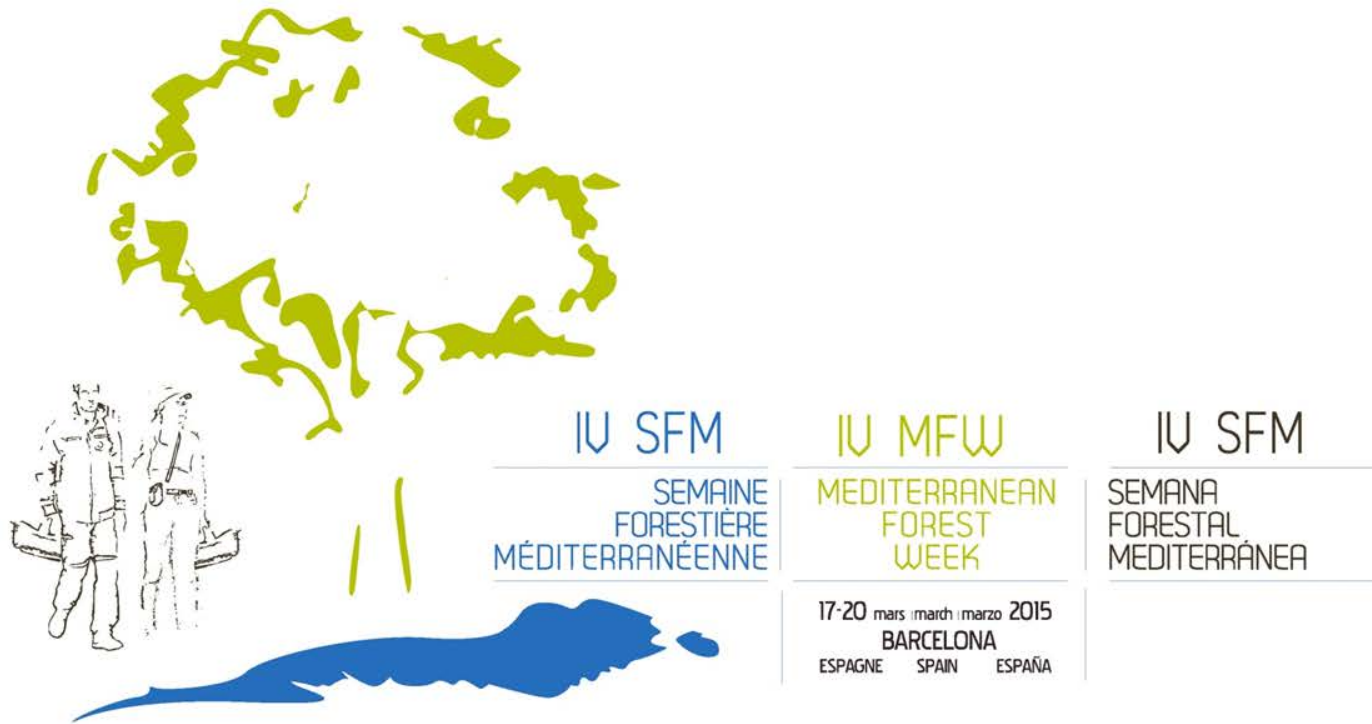 IV SFM
SEMAINE
FORESTIÈRE
MÉDITERRANÉENNE
IV MFW
MEDITERRANEAN
FOREST
WEEK
17-20 mars march marzo 2015
BARCELONA
ESPAGNE SPAIN ESPAÑA
IV SFM
SEMANA
FORESTAL
MEDITERRÁNEA